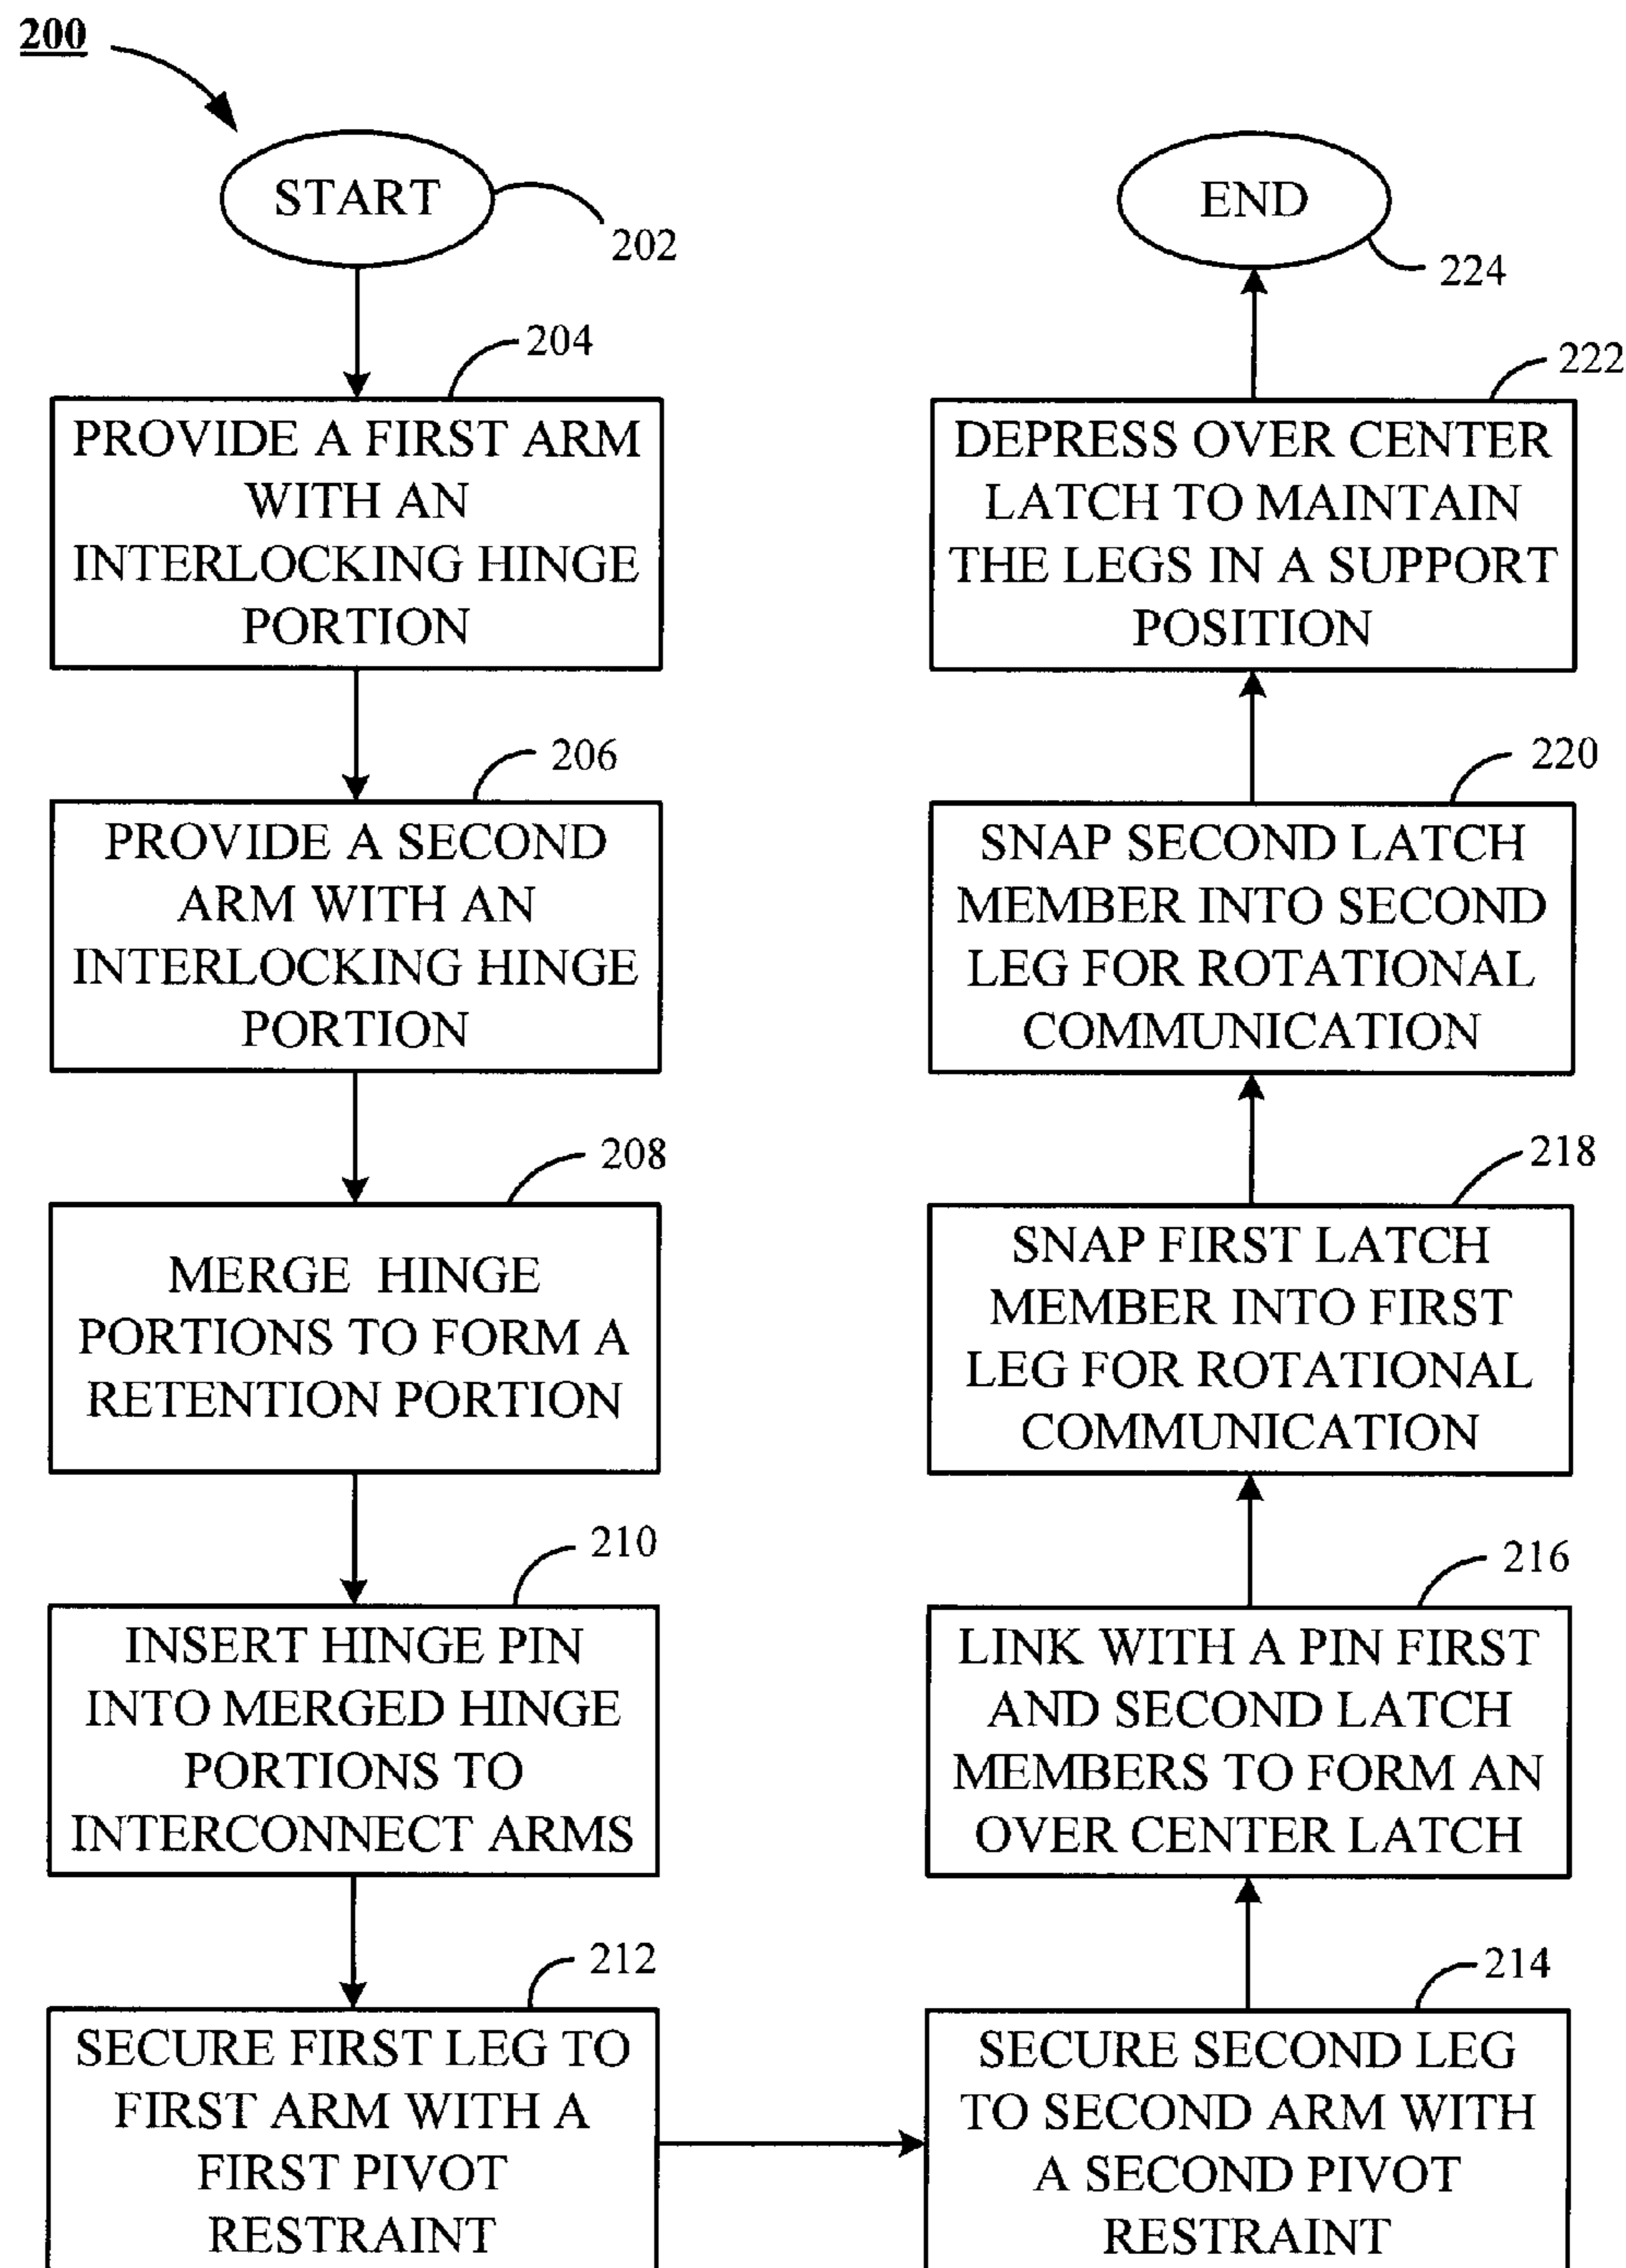 200
START
202
204
PROVIDE A FIRST ARM
WITH AN
INTERLOCKING HINGE
PORTION
206
PROVIDE A SECOND
ARM WITH AN
INTERLOCKING HINGE
PORTION
208
MERGE HINGE
PORTIONS TO FORM A
RETENTION PORTION
210
INSERT HINGE PIN
INTO MERGED HINGE
PORTIONS TO
INTERCONNECT ARMS
212
SECURE FIRST LEG TO
FIRST ARM WITH A
FIRST PIVOT
RESTRAINT
214
SECURE SECOND LEG
TO SECOND ARM WITH
A SECOND PIVOT
RESTRAINT
216
LINK WITH A PIN FIRST
AND SECOND LATCH
MEMBERS TO FORM AN
OVER CENTER LATCH
218
SNAP FIRST LATCH
MEMBER INTO FIRST
LEG FOR ROTATIONAL
COMMUNICATION
220
SNAP SECOND LATCH
MEMBER INTO SECOND
LEG FOR ROTATIONAL
COMMUNICATION
222
DEPRESS OVER CENTER
LATCH TO MAINTAIN
THE LEGS IN A SUPPORT
POSITION
END
224